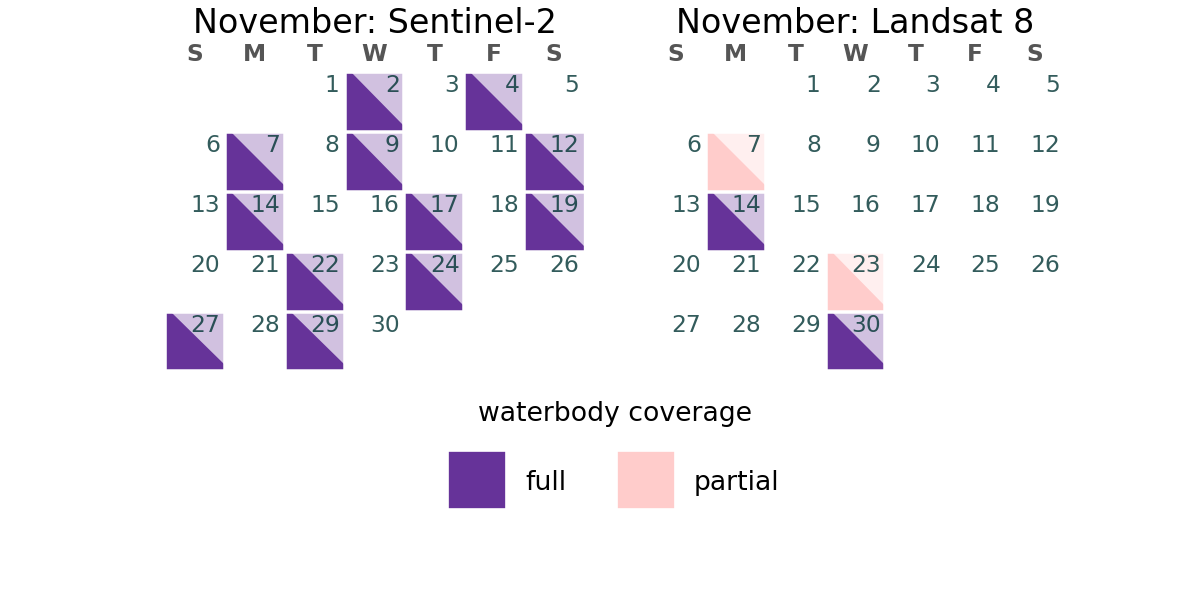 November: Sentinel-2
S M T W T F S
1 2 3 4 5
6 7 8 9 10 11 12
13 14 15 16 17 18 19
20 21 22 23 24 25 26
27 28 29 30
November: Landsat 8
S M T W T F S
1 2 3 4 5
6 7 8 9 10 11 12
13 14 15 16 17 18 19
20 21 22 23 24 25 26
27 28 29 30
waterbody coverage
full partial